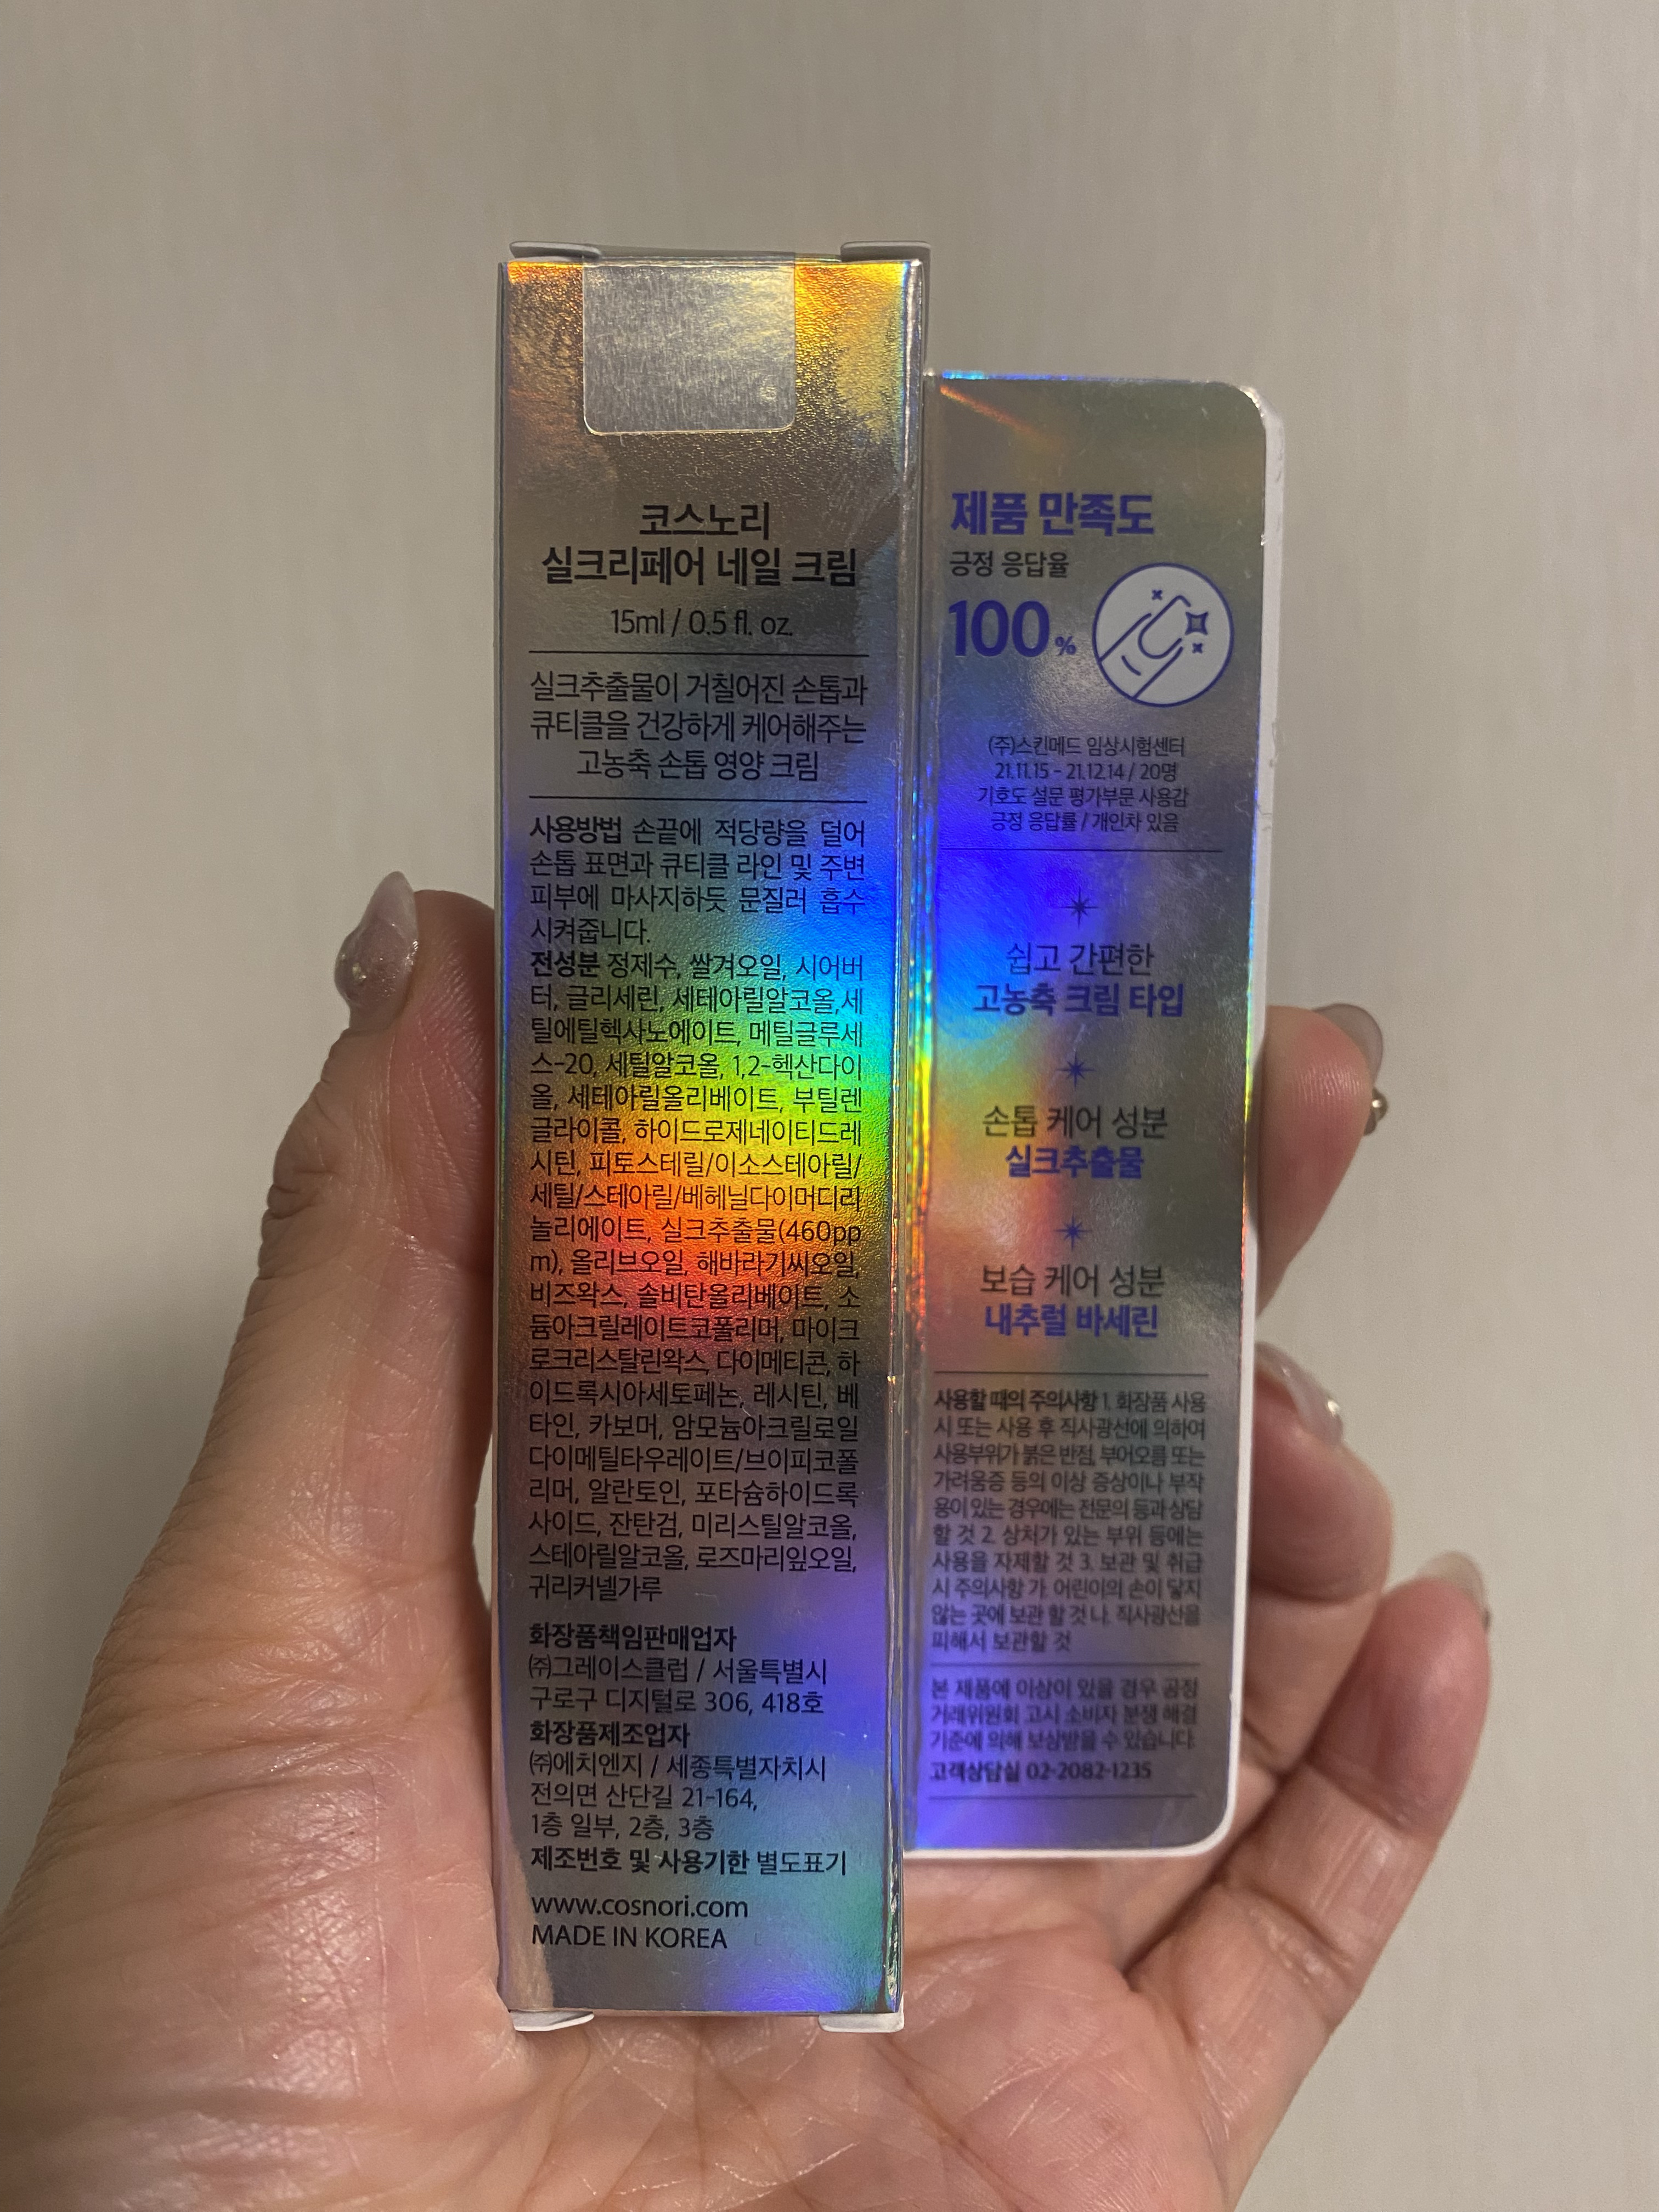 코스노리
실크리페어 네일 크림
15ml / 0.5 fl. oz.
실크추출물이 거칠어진 손톱과
큐티클을 건강하게 케어해주는
고농축 손톱 영양 크림
사용방법 손끝에 적당량을 덜어
손톱 표면과 큐티클 라인 및 주변
피부에 마사지하듯 문질러 흡수
시켜줍니다.
전성분 정제수, 쌀겨오일, 시어버
터, 글리세린, 세테아릴알코올,세
틸에틸헥사노에이트, 메틸글루세
스-20, 세틸알코올, 1,2-헥산다이
올, 세테아릴올리베이트, 부틸렌
글라이콜, 하이드로제네이티드레
시틴, 피토스테릴/이소스테아릴/
세틸/스테아릴/베헤닐다이머디리
놀리에이트, 실크추출물(460pp
m), 올리브오일, 해바라기씨오일,
비즈왁스, 솔비탄올리베이트, 소
듐아크릴레이트코폴리머, 마이크
로크리스탈린왁스, 다이메티콘, 하
이드록시아세토페논, 레시틴, 베
타인, 카보머, 암모늄아크릴로일
다이메틸타우레이트/브이피코폴
리머, 알란토인, 포타슘하이드록
사이드, 잔탄검, 미리스틸알코올,
스테아릴알코올, 로즈마리잎오일,
귀리커넬가루
화장품책임판매업자
㈜그레이스클럽 / 서울특별시
구로구 디지털로 306, 418호
화장품제조업자
㈜에치엔지 / 세종특별자치시
전의면 산단길 21-164,
1층 일부, 2층, 3층
제조번호 및 사용기한 별도표기
www.cosnori.com
MADE IN KOREA
제품 만족도
긍정 응답율
100%
(주)스킨메드 임상시험센터
21.11.15 - 21.12.14 / 20명
기호도 설문 평가부문 사용감
긍정 응답률 / 개인차 있음
쉽고 간편한
고농축 크림 타입
손톱 케어 성분
실크추출물
보습 케어 성분
내추럴 바세린
사용할 때의 주의사항 1. 화장품 사용
시 또는 사용 후 직사광선에 의하여
사용부위가 붉은 반점, 부어오름 또는
가려움증 등의 이상 증상이나 부작
용이 있는 경우에는 전문의 등과 상담
할 것 2. 상처가 있는 부위 등에는
사용을 자제할 것 3. 보관 및 취급
시 주의사항 가. 어린이의 손이 닿지
않는 곳에 보관 할 것 나. 직사광선을
피해서 보관할 것
본 제품에 이상이 있을 경우 공정
거래위원회 고시 소비자 분쟁 해결
기준에 의해 보상받을 수 있습니다.
고객상담실 02-2082-1235